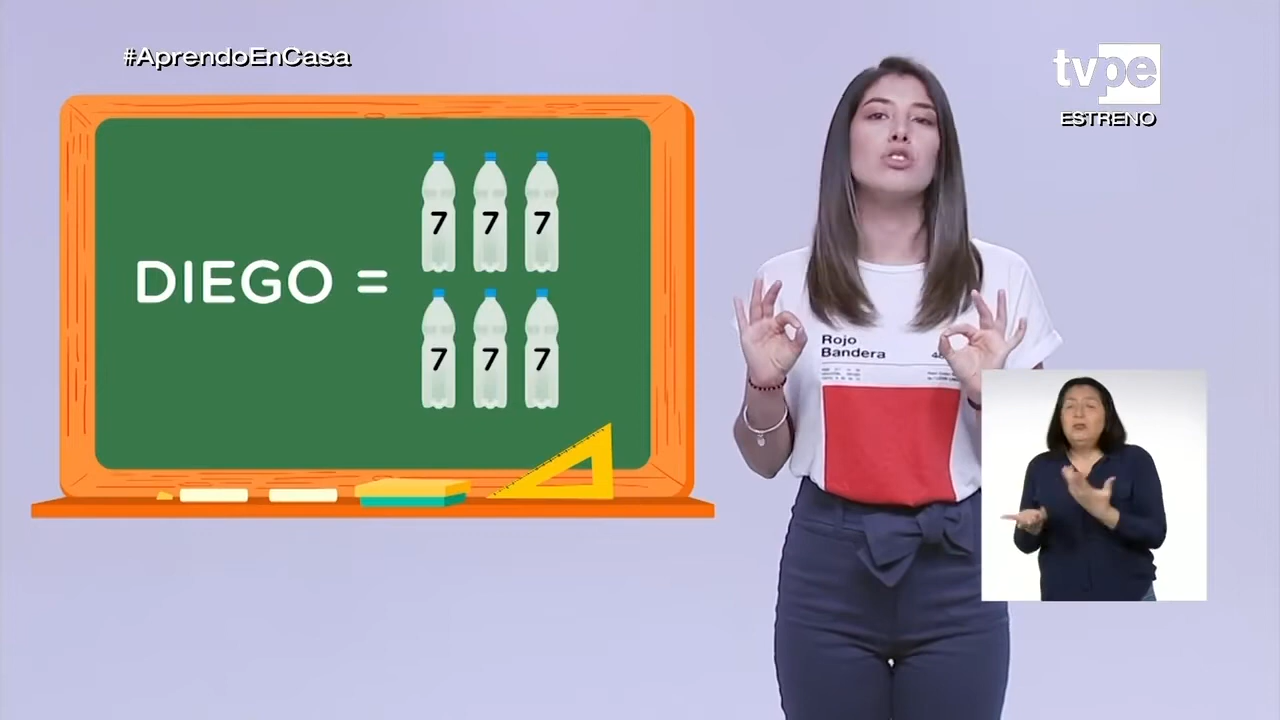 #AprendoEnCasa
tvpe
ESTRENO
DIEGO =
7 7 7
7 7 7
Rojo
Bandera